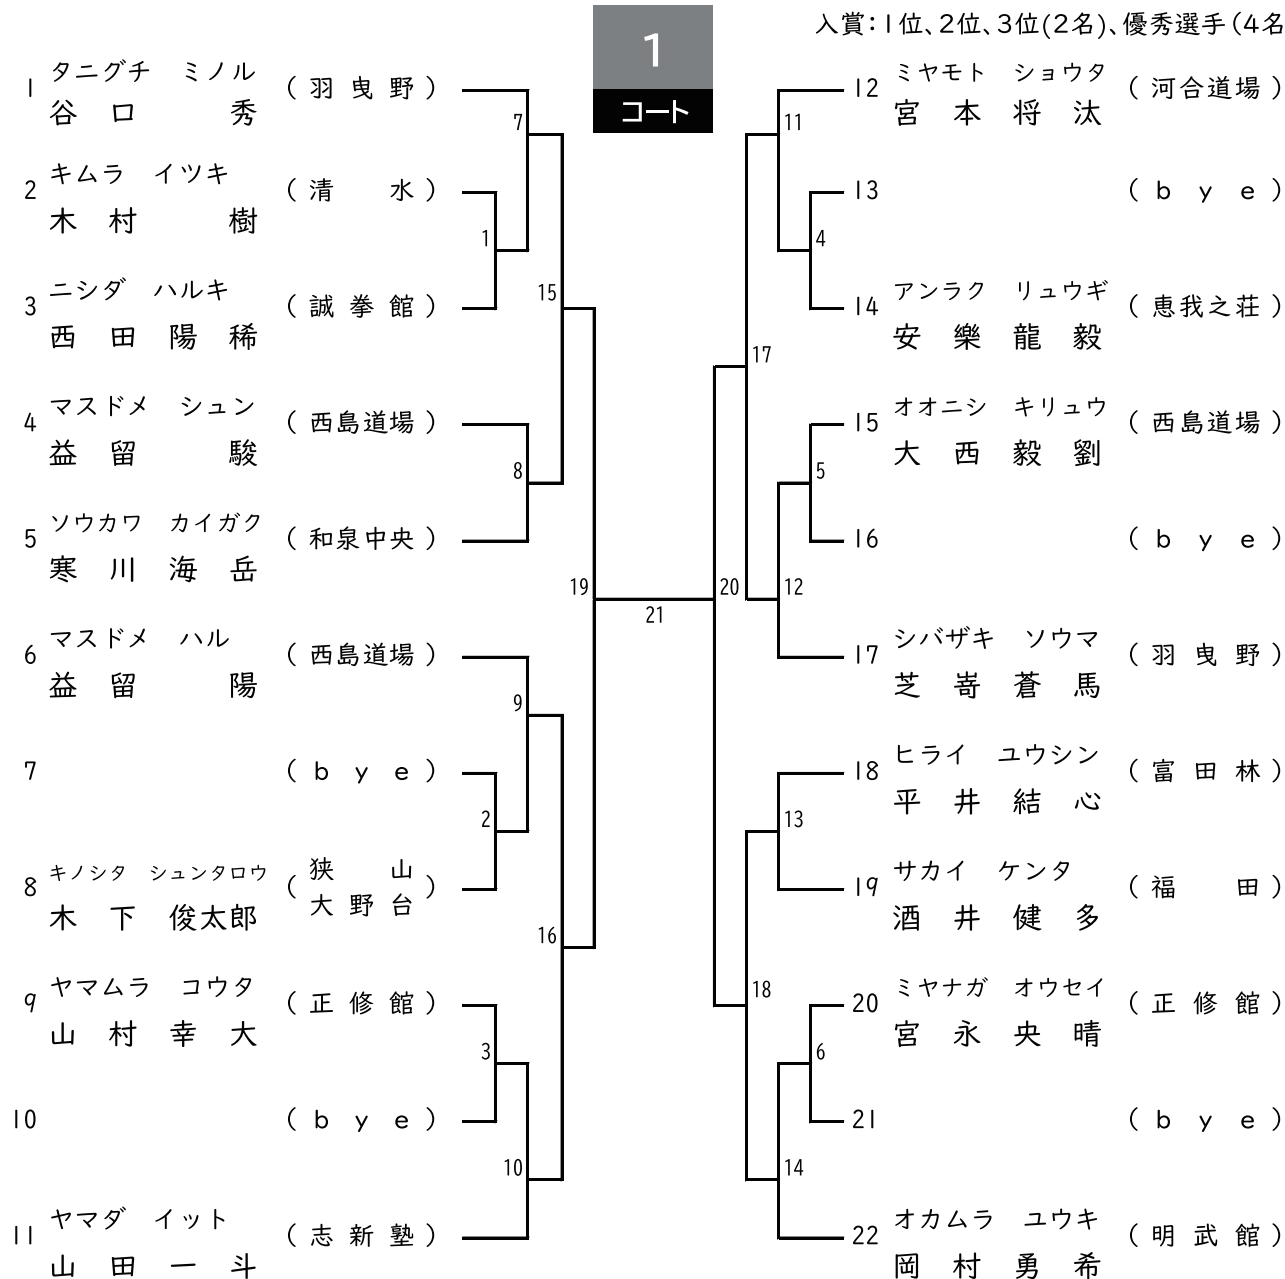 1
コート
入賞:1位、2位、3位(2名)、優秀選手(4名
1 タニグチ ミノル (羽曳野)
谷口 秀
2 キムラ イツキ (清水)
木村 樹
3 ニシダ ハルキ (誠拳館)
西田陽稀
4 マスドメ シュン (西島道場)
益留 駿
5 ソウカワ カイガク (和泉中央)
寒川海岳
6 マスドメ ハル (西島道場)
益留 陽
7 (bye)
8 キノシタ シュンタロウ (狭山
大野台)
木下俊太郎
9 ヤマムラ コウタ (正修館)
山村幸大
10 (bye)
11 ヤマダ イット (志新塾)
山田一斗
7
1
15
8
19
9
2
16
3
10
21
11
4
17
5
20
12
13
18
6
14
12 ミヤモト ショウタ (河合道場)
宮本将汰
13 (bye)
14 アンラク リュウギ (恵我之荘)
安樂龍毅
15 オオニシ キリュウ (西島道場)
大西毅劉
16 (bye)
17 シバザキ ソウマ (羽曳野)
芝嵜蒼馬
18 ヒライ ユウシン (富田林)
平井結心
19 サカイ ケンタ (福田)
酒井健多
20 ミヤナガ オウセイ (正修館)
宮永央晴
21 (bye)
22 オカムラ ユウキ (明武館)
岡村勇希